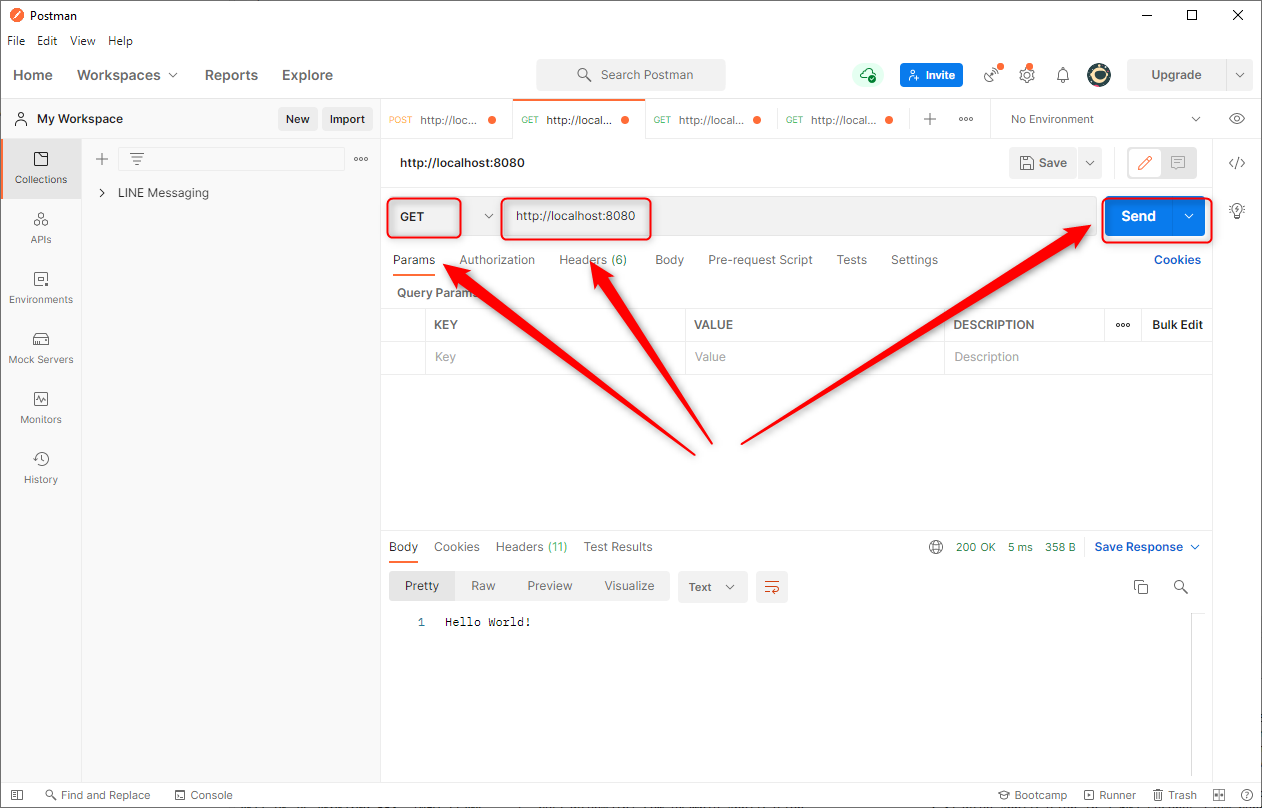 Postman
File Edit View Help
Home Workspaces Reports Explore Search Postman Invite Upgrade
My Workspace New Import POST http://loc... GET http://local... GET http://local... GET http://local... No Environment
Collections
LINE Messaging
APIs
Environments
Mock Servers
Monitors
History
http://localhost:8080 Save
GET http://localhost:8080 Send
Params Authorization Headers (6) Body Pre-request Script Tests Settings Cookies
Query Params
KEY VALUE DESCRIPTION Bulk Edit
Key Value Description
Body Cookies Headers (11) Test Results 200 OK 5 ms 358 B Save Response
Pretty Raw Preview Visualize Text
1 Hello World!
Find and Replace Console Bootcamp Runner Trash